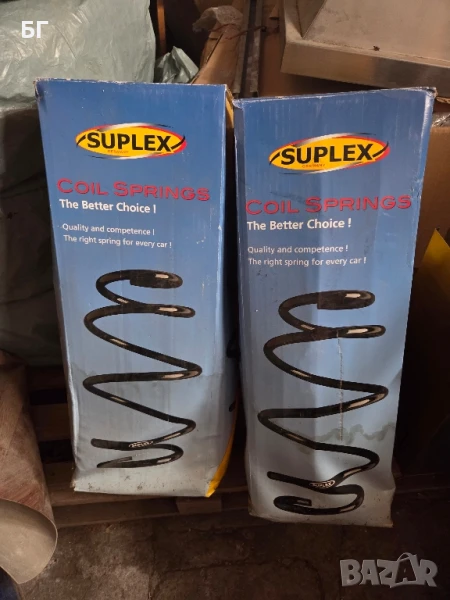 БГ
SUPLEX
COIL SPRINGS
The Better Choice !
Quality and competence !
The right spring for every car !
SUPLEX
COIL SPRINGS
The Better Choice !
Quality and competence !
The right spring for every car !
BAZAR